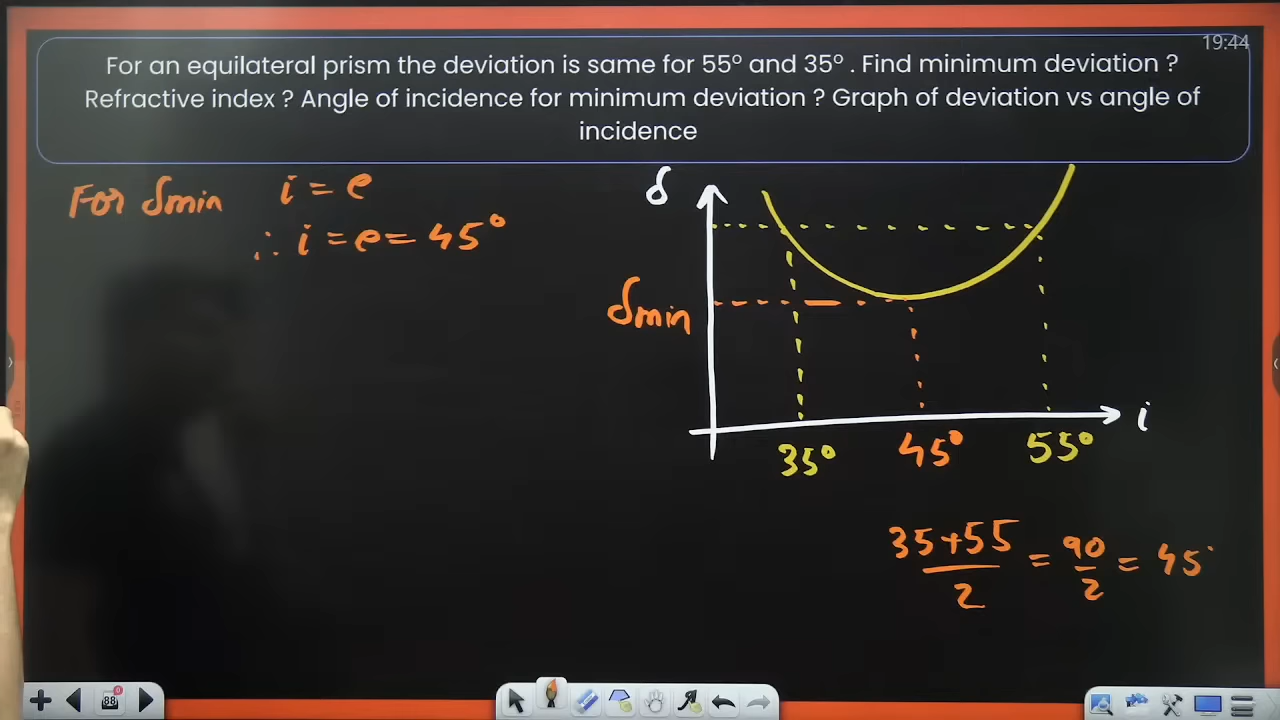 19:44
For an equilateral prism the deviation is same for 55° and 35° . Find minimum deviation ?
Refractive index ? Angle of incidence for minimum deviation ? Graph of deviation vs angle of
incidence
For δmin i = e
∴ i = e = 45°
δ
δmin
i
35° 45° 55°
35+55/2 = 90/2 = 45°
88